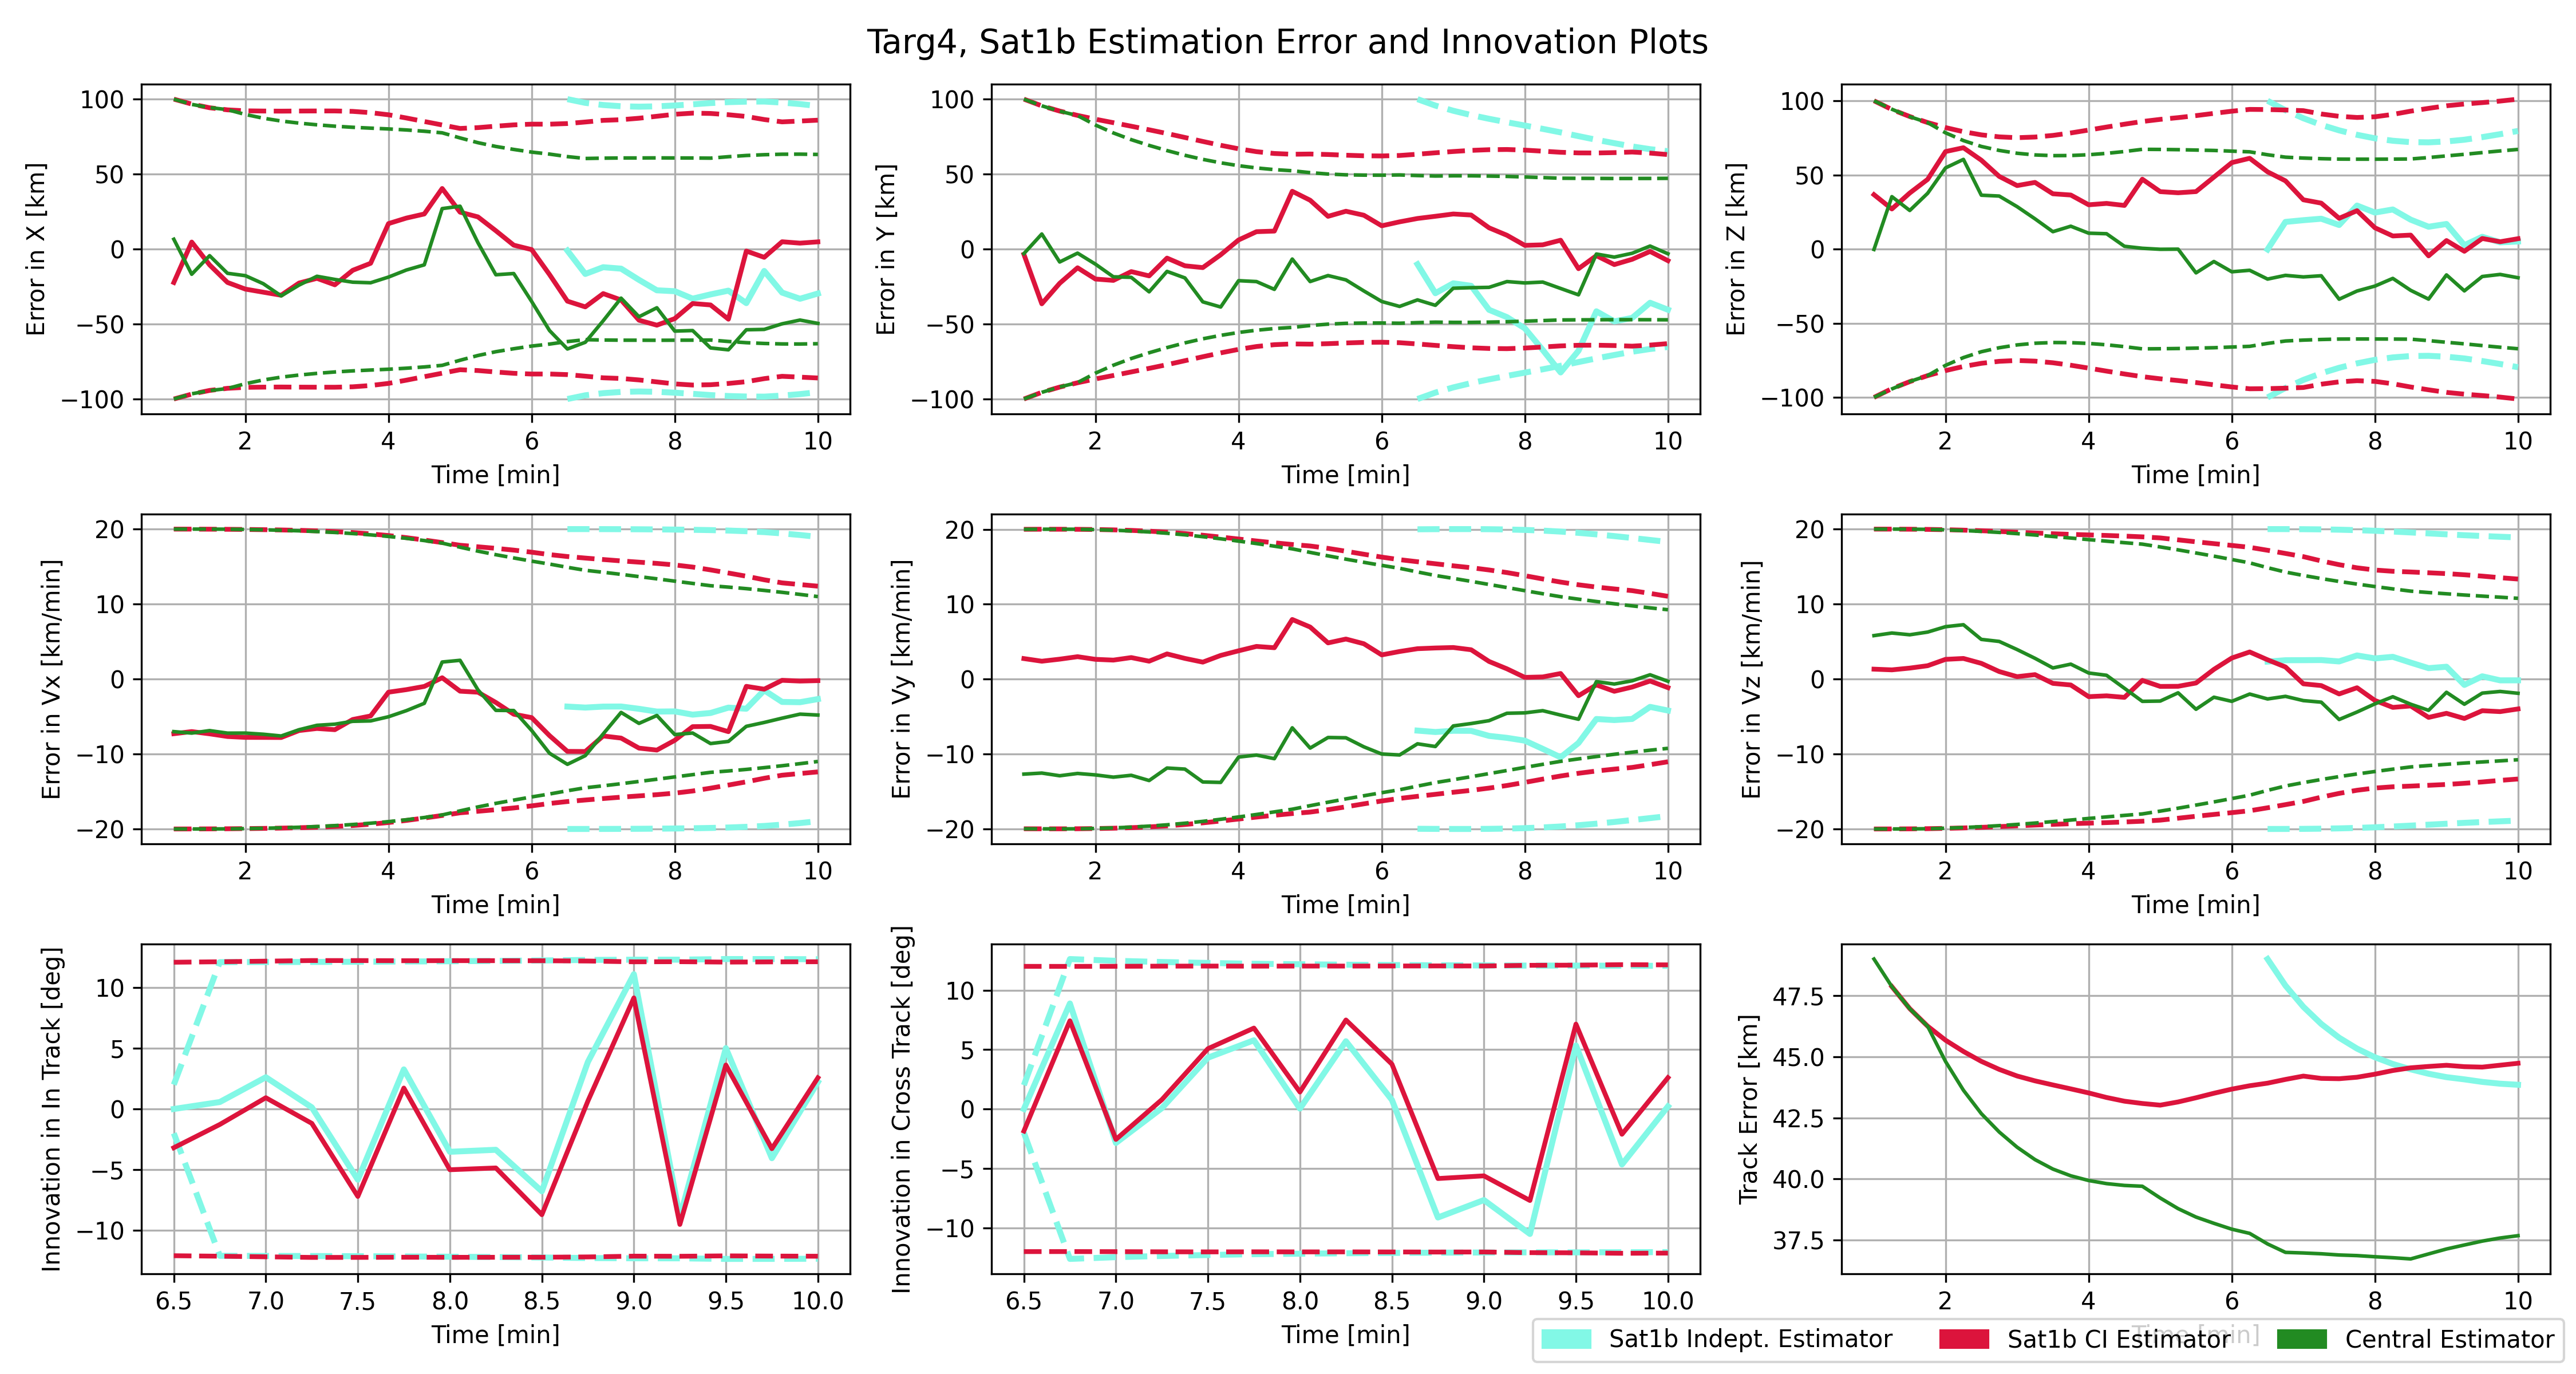 Targ4, Sat1b Estimation Error and Innovation Plots
Error in X [km]
100
50
0
−50
−100
2 4 6 8 10
Time [min]
Error in Y [km]
100
50
0
−50
−100
2 4 6 8 10
Time [min]
Error in Z [km]
100
50
0
−50
−100
2 4 6 8 10
Time [min]
Error in Vx [km/min]
20
10
0
−10
−20
2 4 6 8 10
Time [min]
Error in Vy [km/min]
20
10
0
−10
−20
2 4 6 8 10
Time [min]
Error in Vz [km/min]
20
10
0
−10
−20
2 4 6 8 10
Time [min]
Innovation in In Track [deg]
10
5
0
−5
−10
6.5 7.0 7.5 8.0 8.5 9.0 9.5 10.0
Time [min]
Innovation in Cross Track [deg]
10
5
0
−5
−10
6.5 7.0 7.5 8.0 8.5 9.0 9.5 10.0
Time [min]
Track Error [km]
47.5
45.0
42.5
40.0
37.5
2 4 6 8 10
Time [min]
Sat1b Indept. Estimator Sat1b CI Estimator Central Estimator